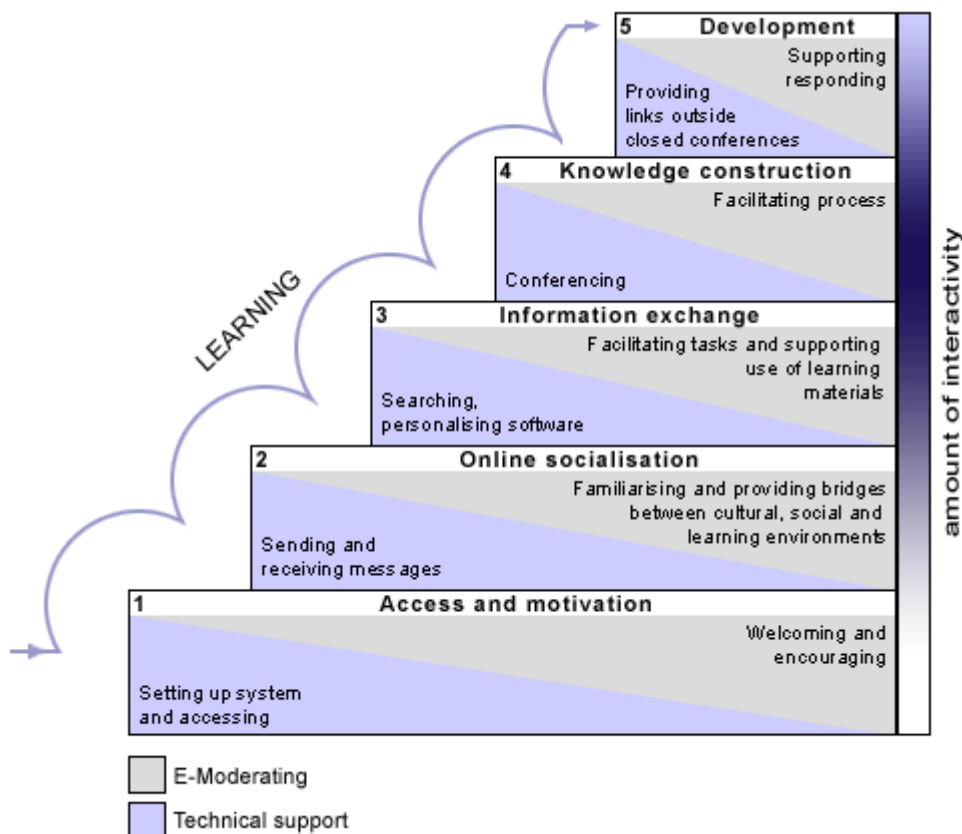 5 Development
Supporting
responding
Providing
links outside
closed conferences
4 Knowledge construction
Facilitating process
Conferencing
LEARNING
3 Information exchange
Facilitating tasks and supporting
use of learning
materials
Searching,
personalising software
2 Online socialisation
Familiarising and providing bridges
between cultural, social and
learning environments
Sending and
receiving messages
1 Access and motivation
Welcoming and
encouraging
Setting up system
and accessing
amount of interactivity
E-Moderating
Technical support